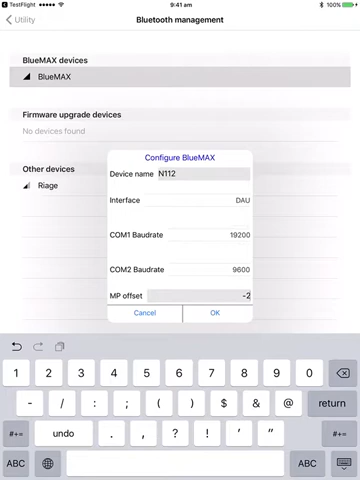 TestFlight 9:41 am 100%
Utility Bluetooth management
BlueMAX devices
BlueMAX
Firmware upgrade devices
No devices found
Other devices
Riage
Configure BlueMAX
Device name N112
Interface DAU
COM1 Baudrate 19200
COM2 Baudrate 9600
MP offset -2
Cancel OK
1 2 3 4 5 6 7 8 9 0
- / : ; ( ) $ & @ return
#+= undo . , ? ! ' " #+=
ABC ABC